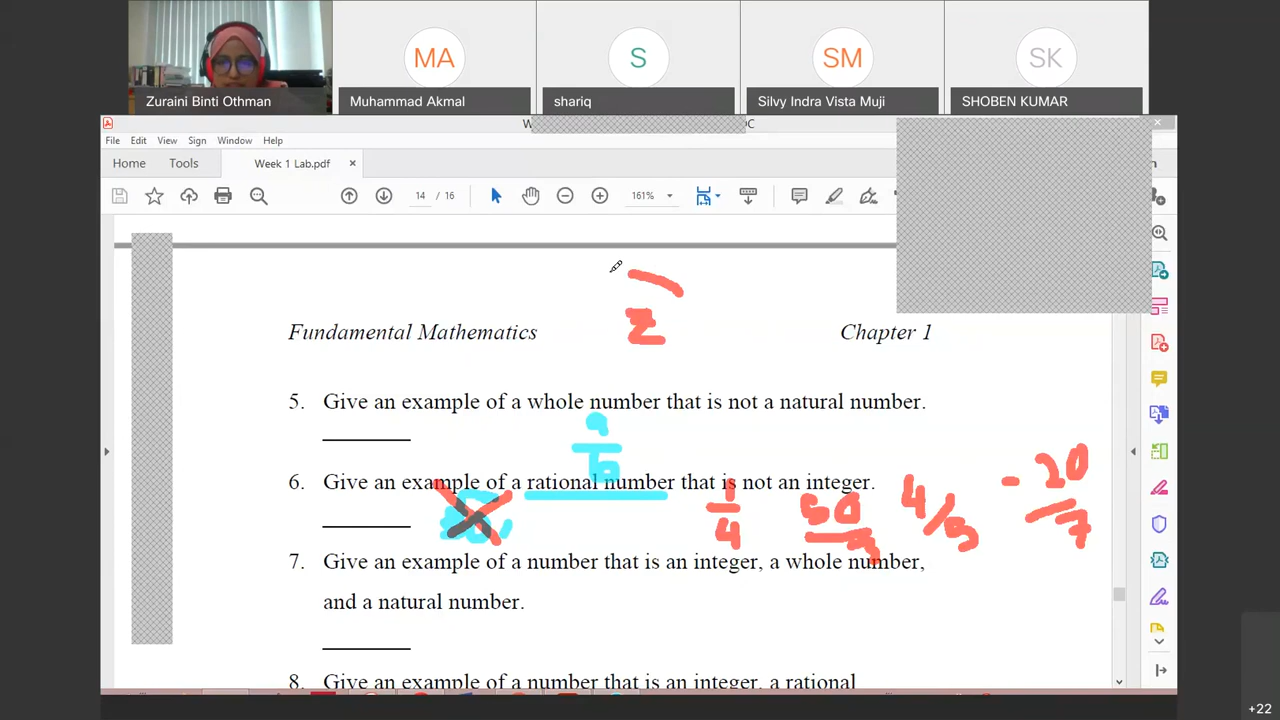 MA
S
SM
SK
Zuraini Binti Othman
Muhammad Akmal
shariq
Silvy Indra Vista Muji
SHOBEN KUMAR
File Edit View Sign Window Help
Home Tools Week 1 Lab.pdf
14 / 16
161%
Z
Fundamental Mathematics
Chapter 1
5. Give an example of a whole number that is not a natural number.
6. Give an example of a rational number that is not an integer.
1/4
4/5
- 20/7
7. Give an example of a number that is an integer, a whole number,
and a natural number.
8. Give an example of a number that is an integer, a rational
+22